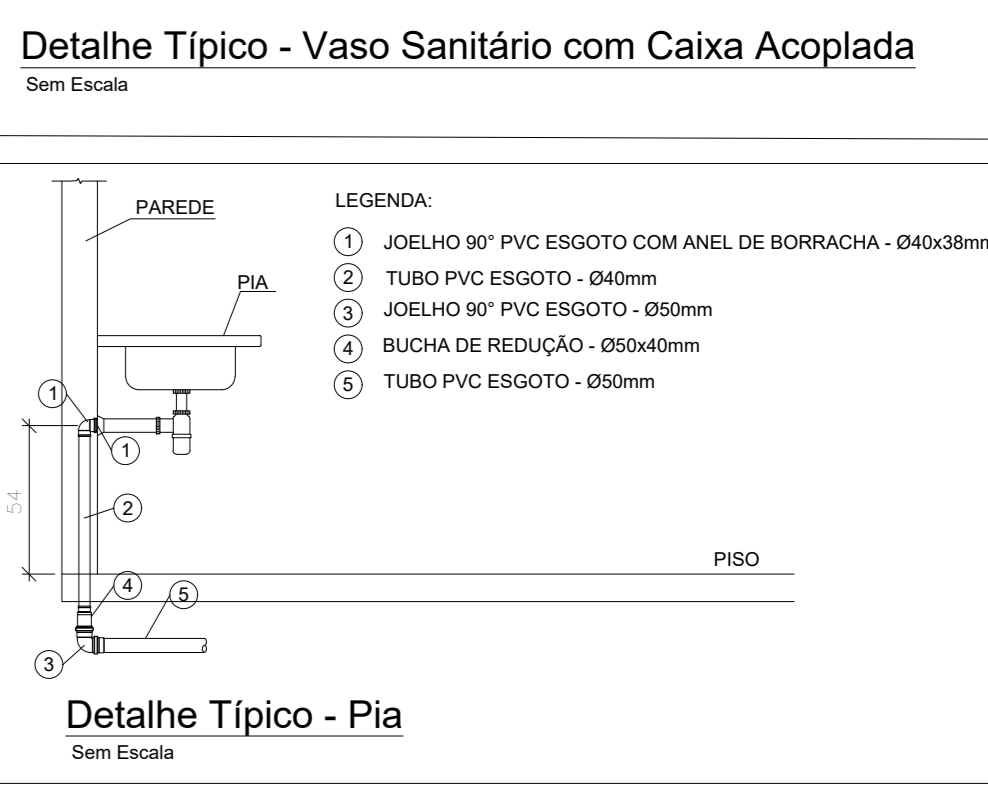 Detalhe Típico - Vaso Sanitário com Caixa Acoplada
Sem Escala
PAREDE
PIA
LEGENDA:
1 JOELHO 90° PVC ESGOTO COM ANEL DE BORRACHA - Ø40x38mm
2 TUBO PVC ESGOTO - Ø40mm
3 JOELHO 90° PVC ESGOTO - Ø50mm
4 BUCHA DE REDUÇÃO - Ø50x40mm
5 TUBO PVC ESGOTO - Ø50mm
1
1
54
2
PISO
4
5
3
Detalhe Típico - Pia
Sem Escala